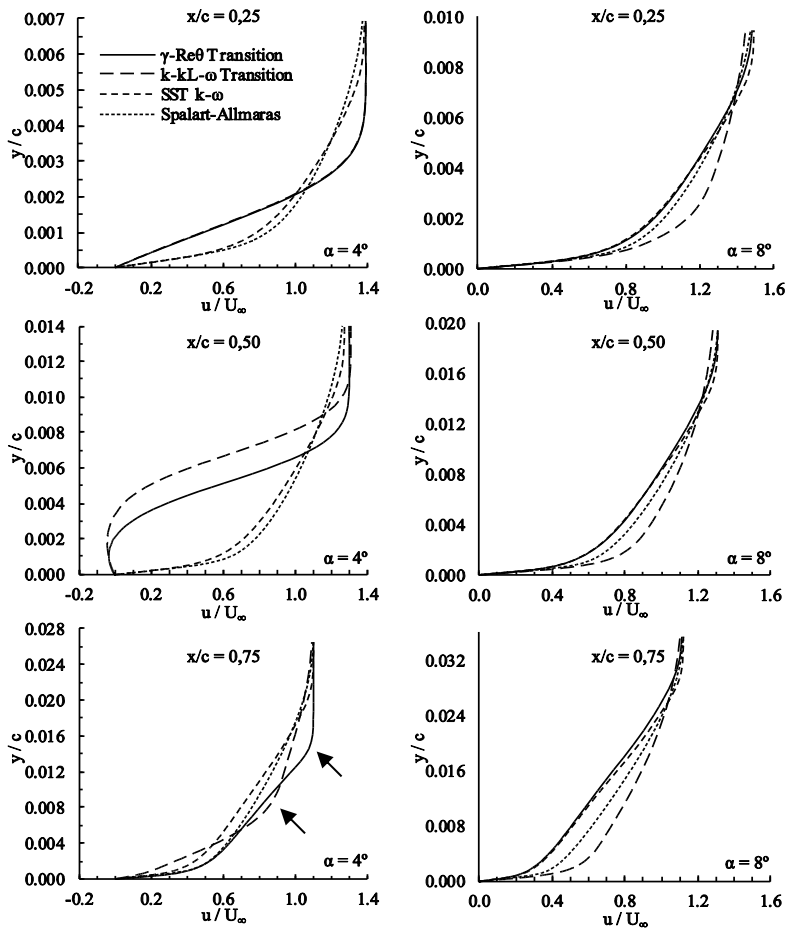 x/c = 0,25
0.007
0.006
0.005
0.004
0.003
0.002
0.001
0.000
y / c
γ-Reθ Transition
k-kL-ω Transition
SST k-ω
Spalart-Allmaras
α = 4º
-0.2 0.2 0.6 1.0 1.4
u / U∞
x/c = 0,25
0.010
0.008
0.006
0.004
0.002
0.000
y / c
α = 8º
0.0 0.4 0.8 1.2 1.6
u / U∞
x/c = 0,50
0.014
0.012
0.010
0.008
0.006
0.004
0.002
0.000
y / c
α = 4º
-0.2 0.2 0.6 1.0 1.4
u / U∞
x/c = 0,50
0.020
0.016
0.012
0.008
0.004
0.000
y / c
α = 8º
0.0 0.4 0.8 1.2 1.6
u / U∞
x/c = 0,75
0.028
0.024
0.020
0.016
0.012
0.008
0.004
0.000
y / c
α = 4º
-0.2 0.2 0.6 1.0 1.4
u / U∞
x/c = 0,75
0.032
0.024
0.016
0.008
0.000
y / c
α = 8º
0.0 0.4 0.8 1.2 1.6
u / U∞